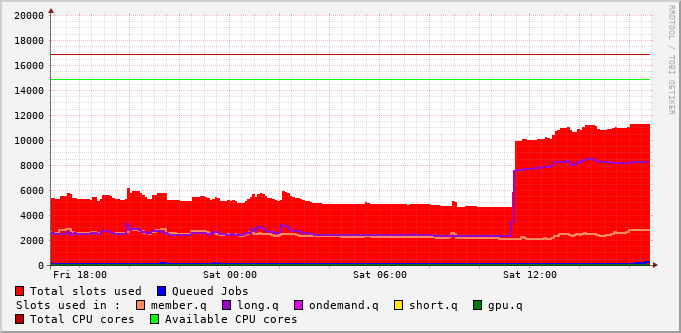 20000
18000
16000
14000
12000
10000
8000
6000
4000
2000
0
Fri 18:00 Sat 00:00 Sat 06:00 Sat 12:00
RRDTOOL / TOBI OETIKER
Total slots used Queued Jobs
Slots used in : member.q long.q ondemand.q short.q gpu.q
Total CPU cores Available CPU cores